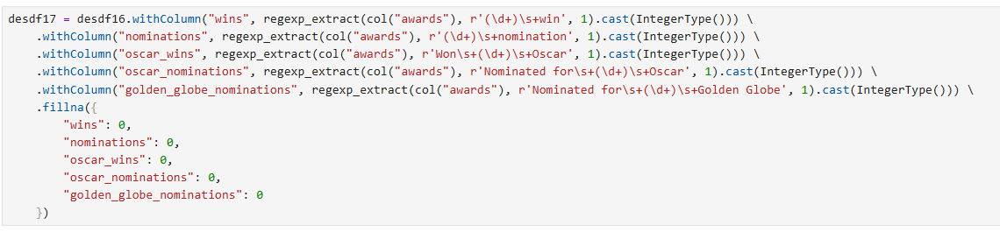 desdf17 = desdf16.withColumn("wins", regexp_extract(col("awards"), r'(\d+)\s+win', 1).cast(IntegerType())) \
    .withColumn("nominations", regexp_extract(col("awards"), r'(\d+)\s+nomination', 1).cast(IntegerType())) \
    .withColumn("oscar_wins", regexp_extract(col("awards"), r'Won\s+(\d+)\s+Oscar', 1).cast(IntegerType())) \
    .withColumn("oscar_nominations", regexp_extract(col("awards"), r'Nominated for\s+(\d+)\s+Oscar', 1).cast(IntegerType())) \
    .withColumn("golden_globe_nominations", regexp_extract(col("awards"), r'Nominated for\s+(\d+)\s+Golden Globe', 1).cast(IntegerType())) \
    .fillna({
        "wins": 0,
        "nominations": 0,
        "oscar_wins": 0,
        "oscar_nominations": 0,
        "golden_globe_nominations": 0
    })